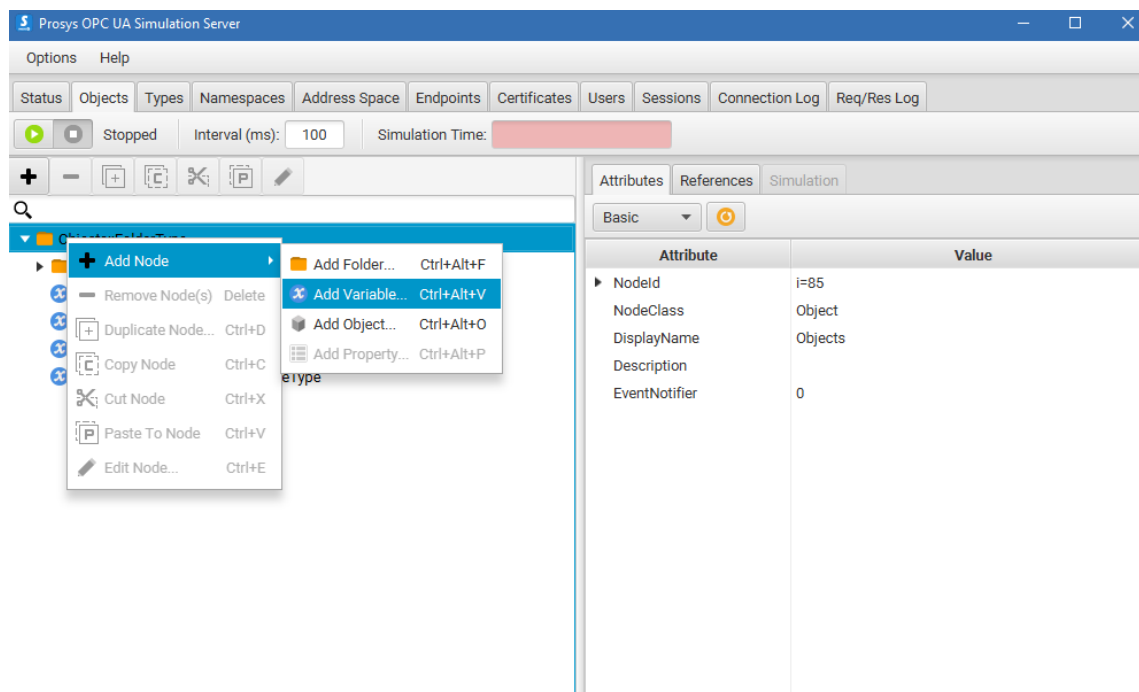 Prosys OPC UA Simulation Server
Options Help
Status Objects Types Namespaces Address Space Endpoints Certificates Users Sessions Connection Log Req/Res Log
Stopped Interval (ms): 100 Simulation Time:
Attributes References Simulation
Basic
Attribute Value
NodeId i=85
NodeClass Object
DisplayName Objects
Description
EventNotifier 0
Add Node
Remove Node(s) Delete
Duplicate Node... Ctrl+D
Copy Node Ctrl+C
Cut Node Ctrl+X
Paste To Node Ctrl+V
Edit Node... Ctrl+E
Add Folder... Ctrl+Alt+F
Add Variable... Ctrl+Alt+V
Add Object... Ctrl+Alt+O
Add Property... Ctrl+Alt+P
eType